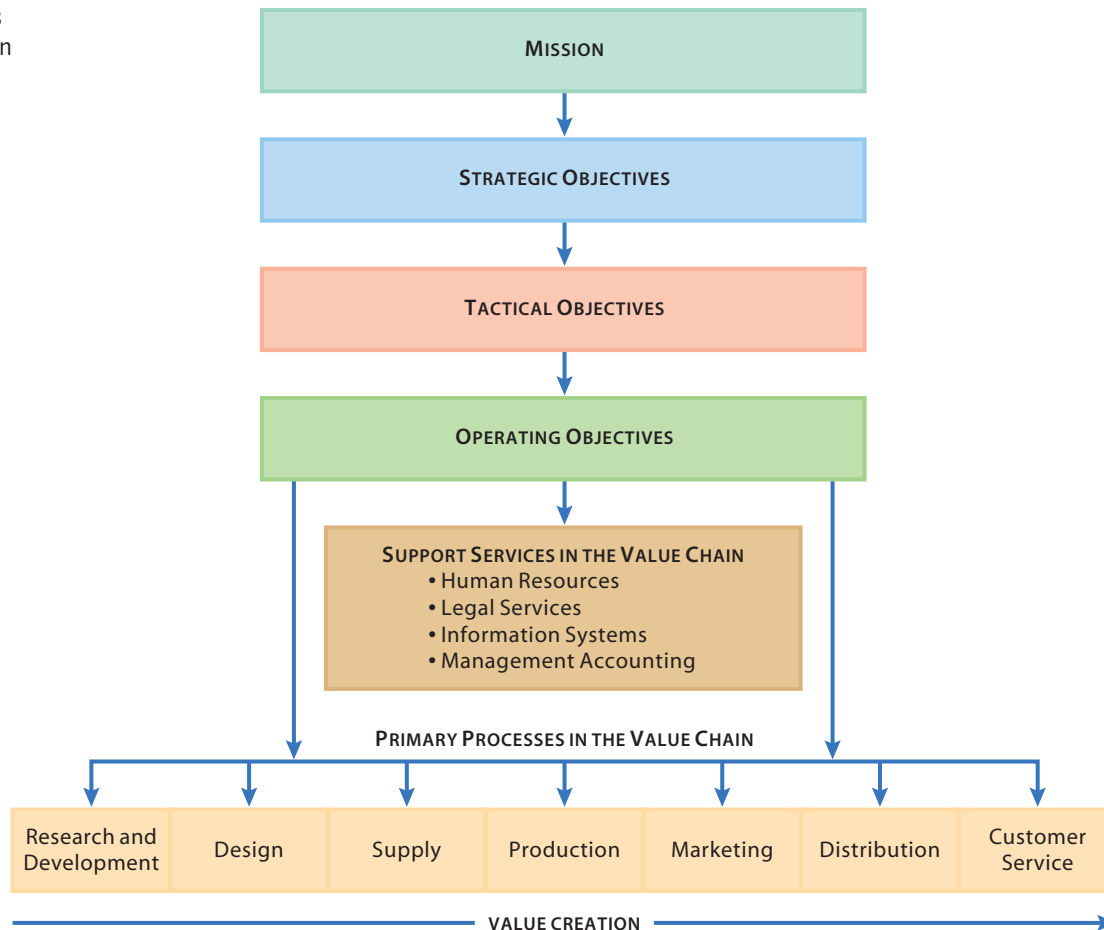 n
MISSION
STRATEGIC OBJECTIVES
TACTICAL OBJECTIVES
OPERATING OBJECTIVES
SUPPORT SERVICES IN THE VALUE CHAIN
• Human Resources
• Legal Services
• Information Systems
• Management Accounting
PRIMARY PROCESSES IN THE VALUE CHAIN
Research and
Development
Design
Supply
Production
Marketing
Distribution
Customer
Service
VALUE CREATION